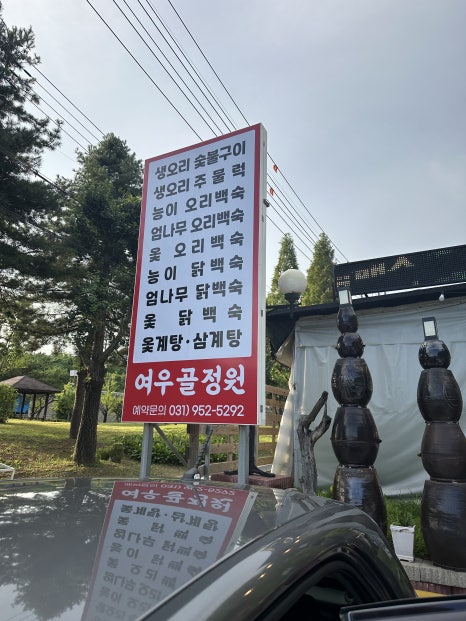 생오리 숯불구이
생오리 주물럭
능이 오리백숙
엄나무 오리백숙
옻 오리백숙
능이 닭백숙
엄나무 닭백숙
옻 닭백숙
옻계탕·삼계탕
여우골정원
예약문의 031) 952-5292